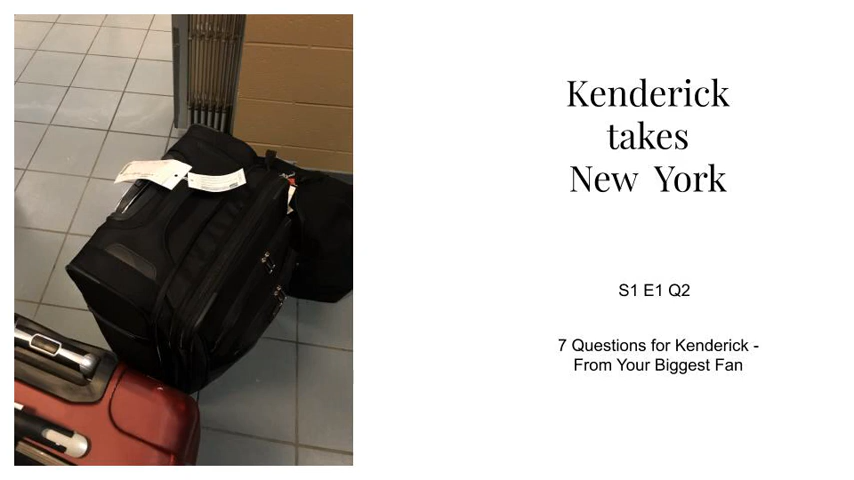 Kenderick
takes
New York
S1 E1 Q2
7 Questions for Kenderick -
From Your Biggest Fan